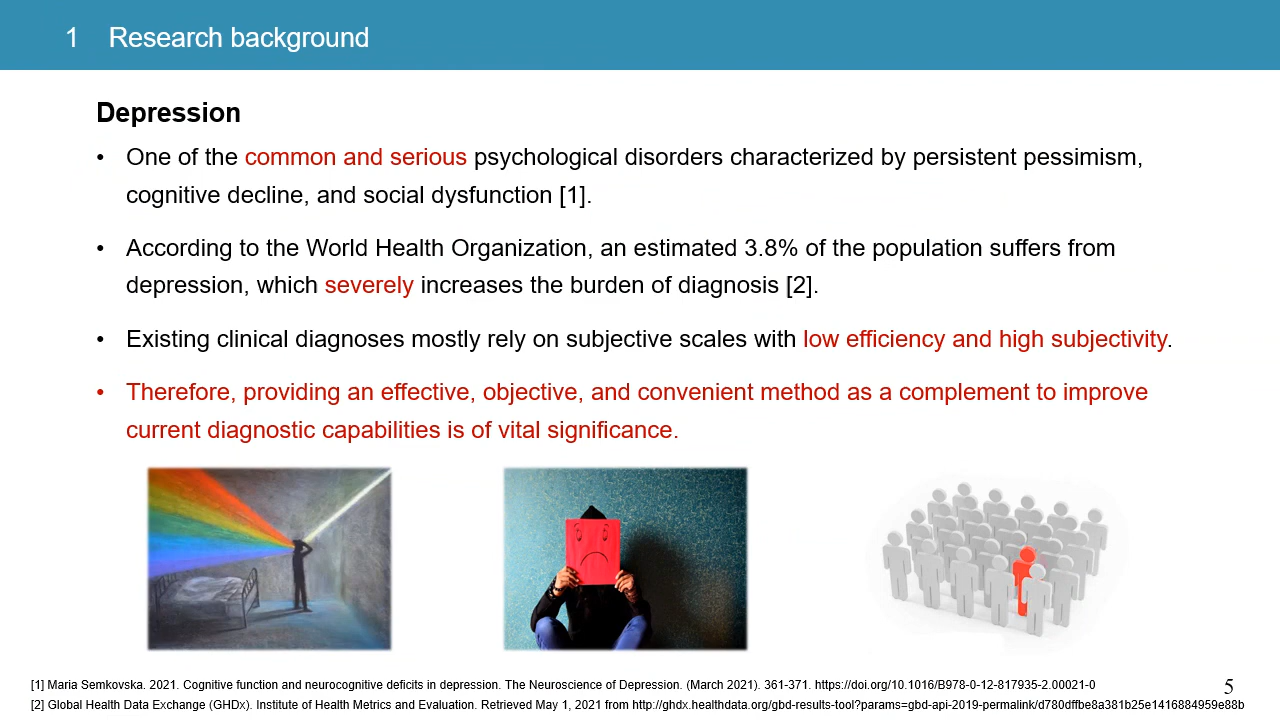 1 Research background
Depression
• One of the common and serious psychological disorders characterized by persistent pessimism,
cognitive decline, and social dysfunction [1].
• According to the World Health Organization, an estimated 3.8% of the population suffers from
depression, which severely increases the burden of diagnosis [2].
• Existing clinical diagnoses mostly rely on subjective scales with low efficiency and high subjectivity.
• Therefore, providing an effective, objective, and convenient method as a complement to improve
current diagnostic capabilities is of vital significance.
[1] Maria Semkovska. 2021. Cognitive function and neurocognitive deficits in depression. The Neuroscience of Depression. (March 2021). 361-371. https://doi.org/10.1016/B978-0-12-817935-2.00021-0
5
[2] Global Health Data Exchange (GHDx). Institute of Health Metrics and Evaluation. Retrieved May 1, 2021 from http://ghdx.healthdata.org/gbd-results-tool?params=gbd-api-2019-permalink/d780dffbe8a381b25e1416884959e88b